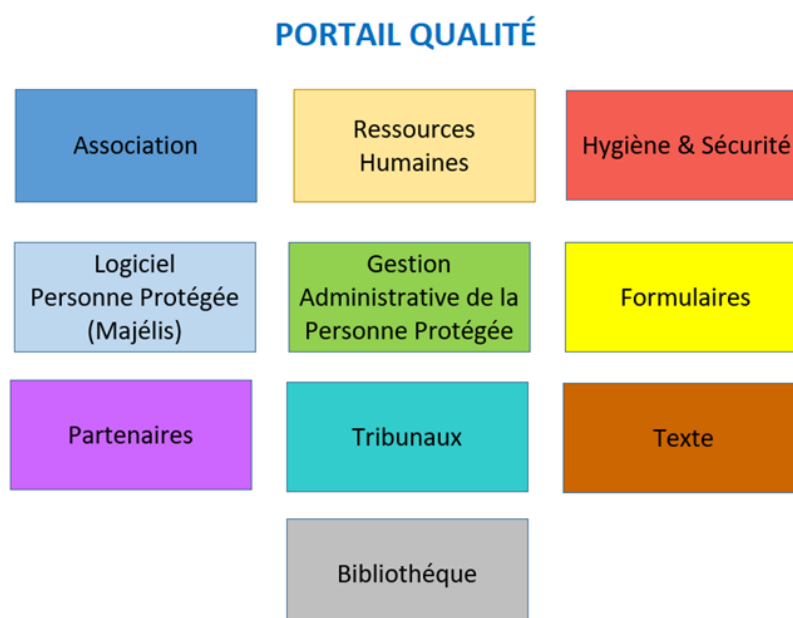 PORTAIL QUALITÉ
Association
Ressources
Humaines
Hygiène & Sécurité
Logiciel
Personne Protégée
(Majélis)
Gestion
Administrative de la
Personne Protégée
Formulaires
Partenaires
Tribunaux
Texte
Bibliothéque